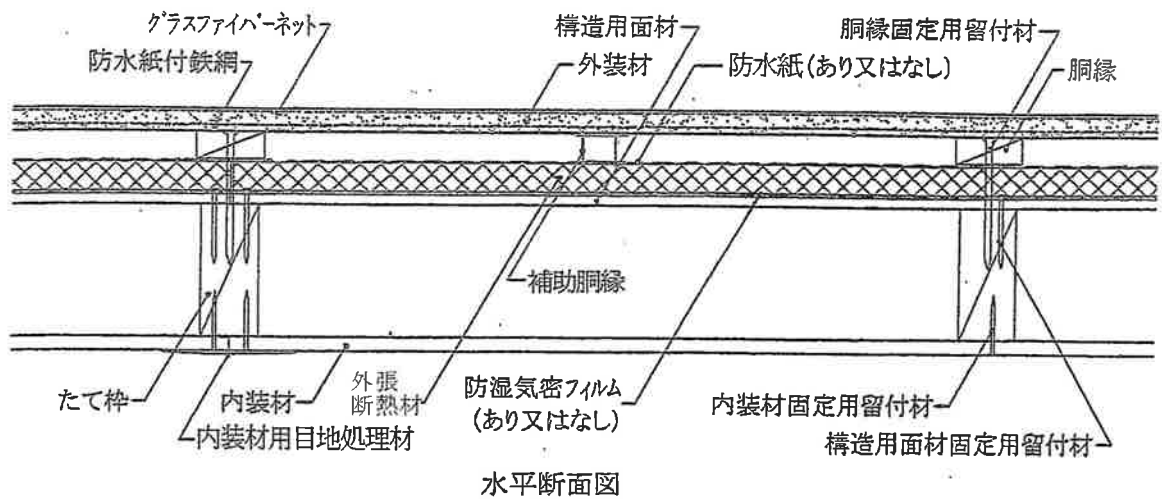 グラスファイバーネット
構造用面材
胴縁固定用留付材
防水紙付鉄網
外装材
防水紙(あり又はなし)
胴縁
補助胴縁
たて枠
内装材
外張
断熱材
防湿気密フィルム
(あり又はなし)
内装材固定用留付材
内装材用目地処理材
構造用面材固定用留付材
水平断面図